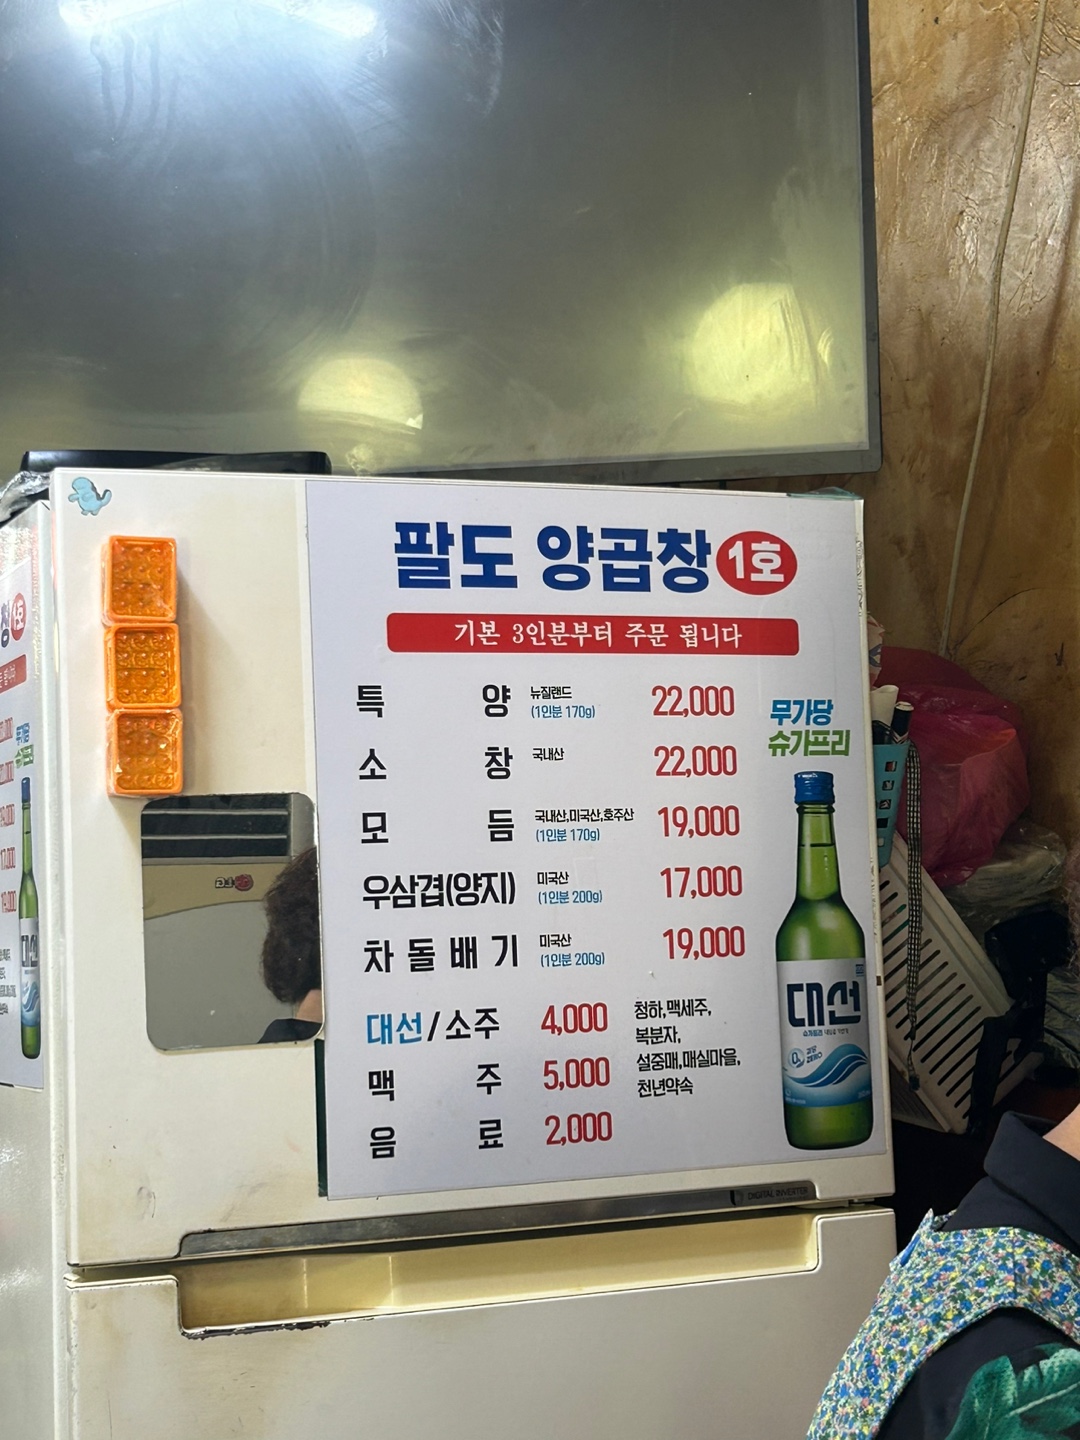 팔도 양곱창 1호
기본 3인분부터 주문 됩니다
특 양 뉴질랜드 (1인분 170g) 22,000
소 창 국내산 22,000
모 듬 국내산,미국산,호주산 (1인분 170g) 19,000
우삼겹(양지) 미국산 (1인분 200g) 17,000
차돌배기 미국산 (1인분 200g) 19,000
대선/소주 4,000
맥 주 5,000
음 료 2,000
청하,맥세주,
복분자,
설중매,매실마을,
천년약속
무가당
슈가프리
대선
DIGITAL INVERTER